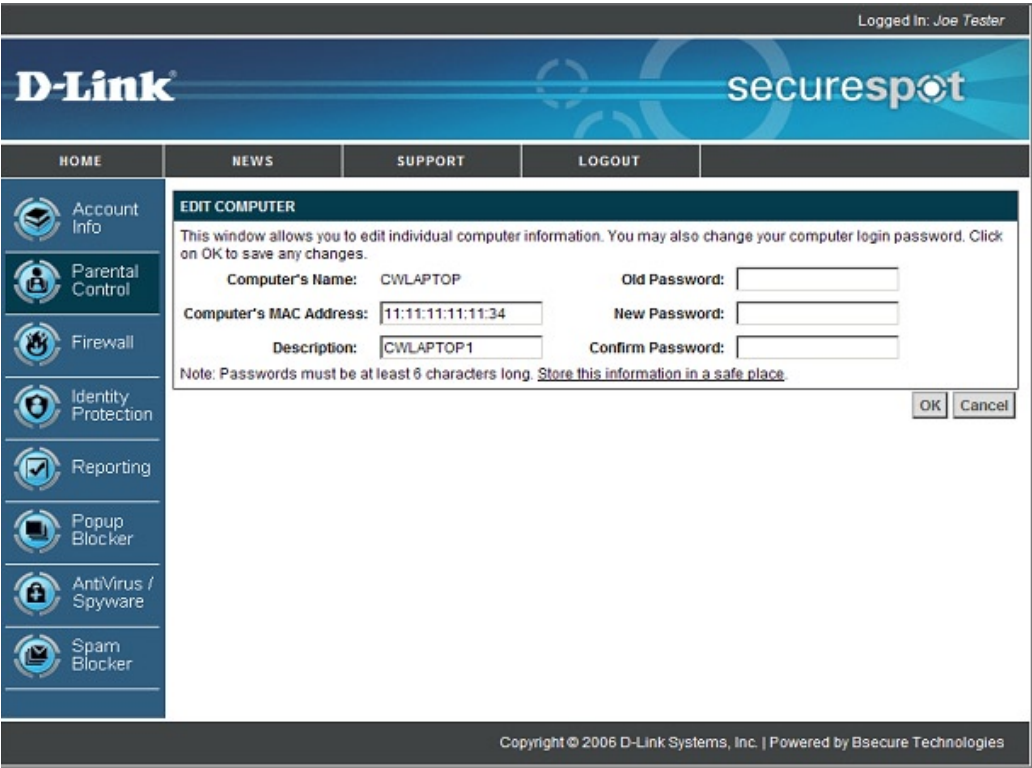 Logged In: Joe Tester
D-Link®
securespot
HOME
NEWS
SUPPORT
LOGOUT
Account
Info
Parental
Control
Firewall
Identity
Protection
Reporting
Popup
Blocker
AntiVirus /
Spyware
Spam
Blocker
EDIT COMPUTER
This window allows you to edit individual computer information. You may also change your computer login password. Click
on OK to save any changes.
Computer's Name: CWLAPTOP Old Password:
Computer's MAC Address: 11:11:11:11:11:34 New Password:
Description: CWLAPTOP1 Confirm Password:
Note: Passwords must be at least 6 characters long. Store this information in a safe place.
OK Cancel
Copyright © 2006 D-Link Systems, Inc. | Powered by Bsecure Technologies